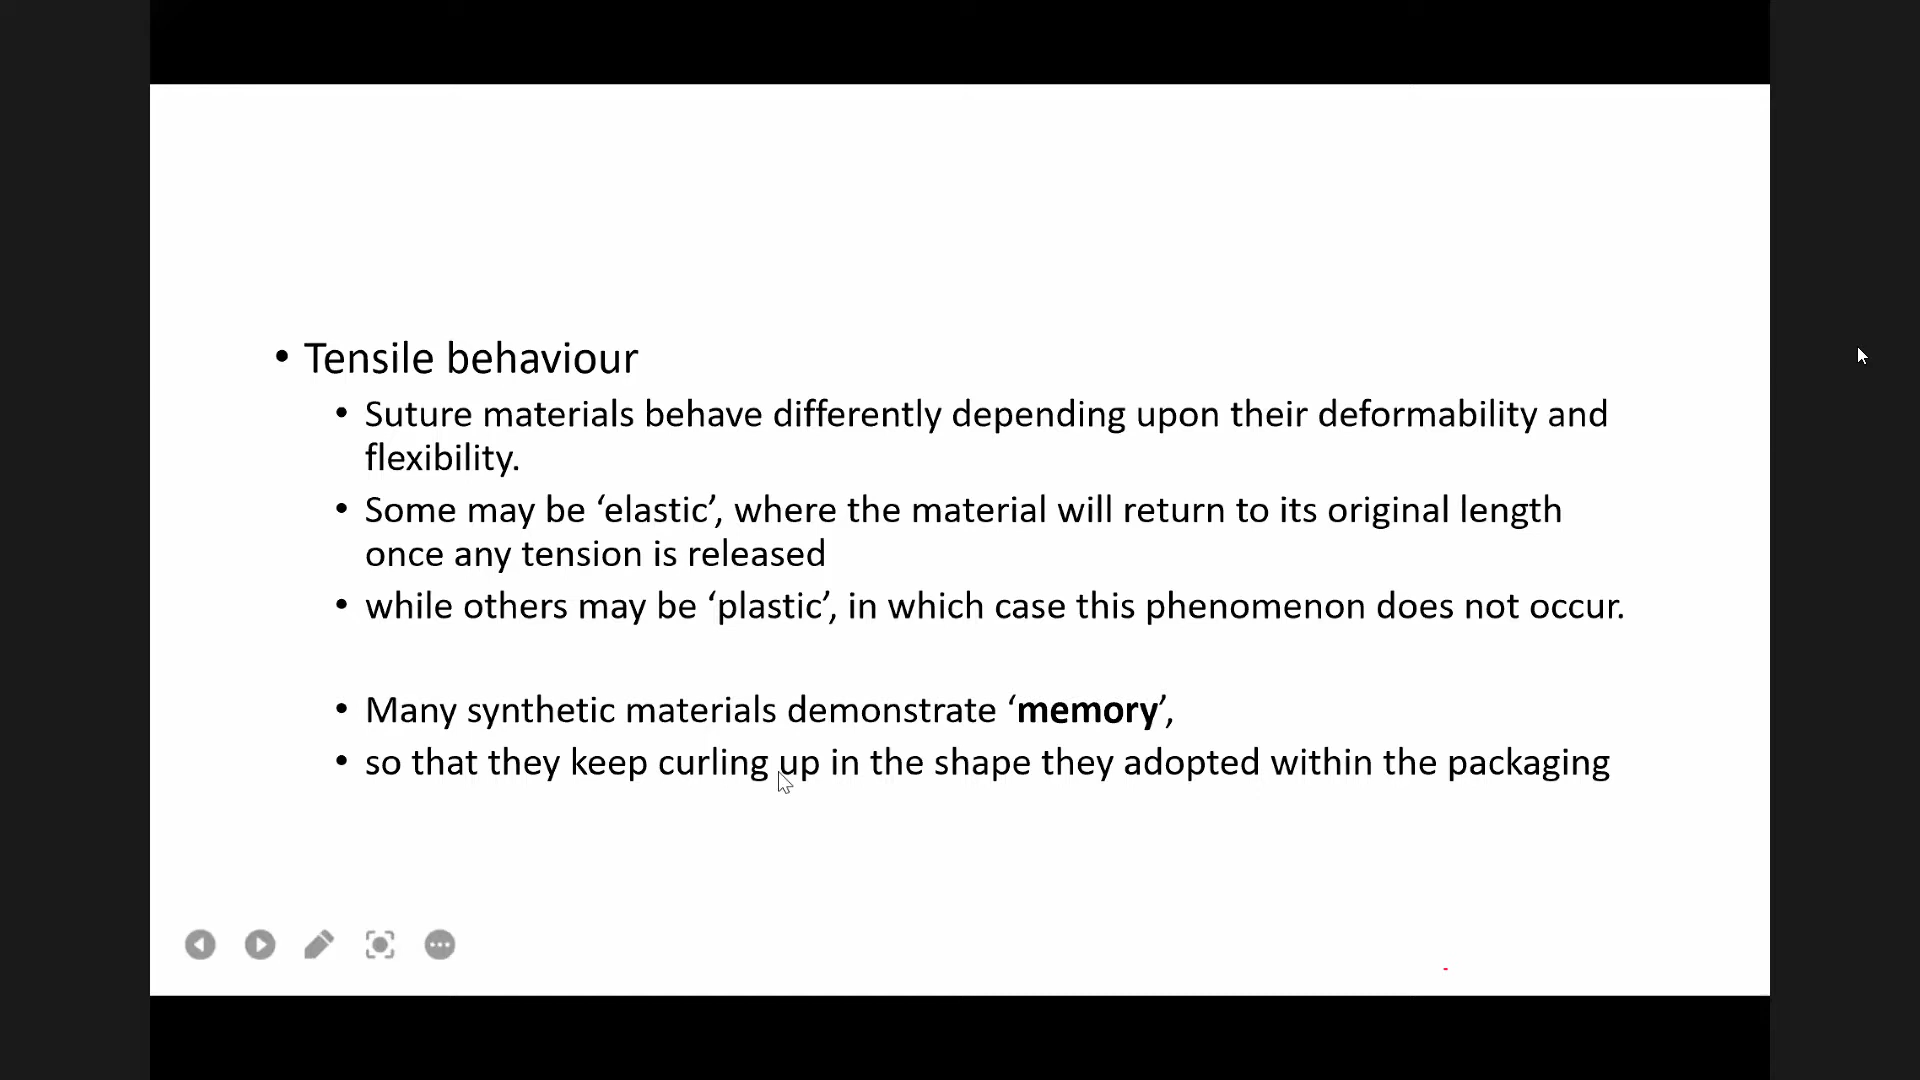 • Tensile behaviour
• Suture materials behave differently depending upon their deformability and
flexibility.
• Some may be ‘elastic’, where the material will return to its original length
once any tension is released
• while others may be ‘plastic’, in which case this phenomenon does not occur.
• Many synthetic materials demonstrate ‘memory’,
• so that they keep curling up in the shape they adopted within the packaging